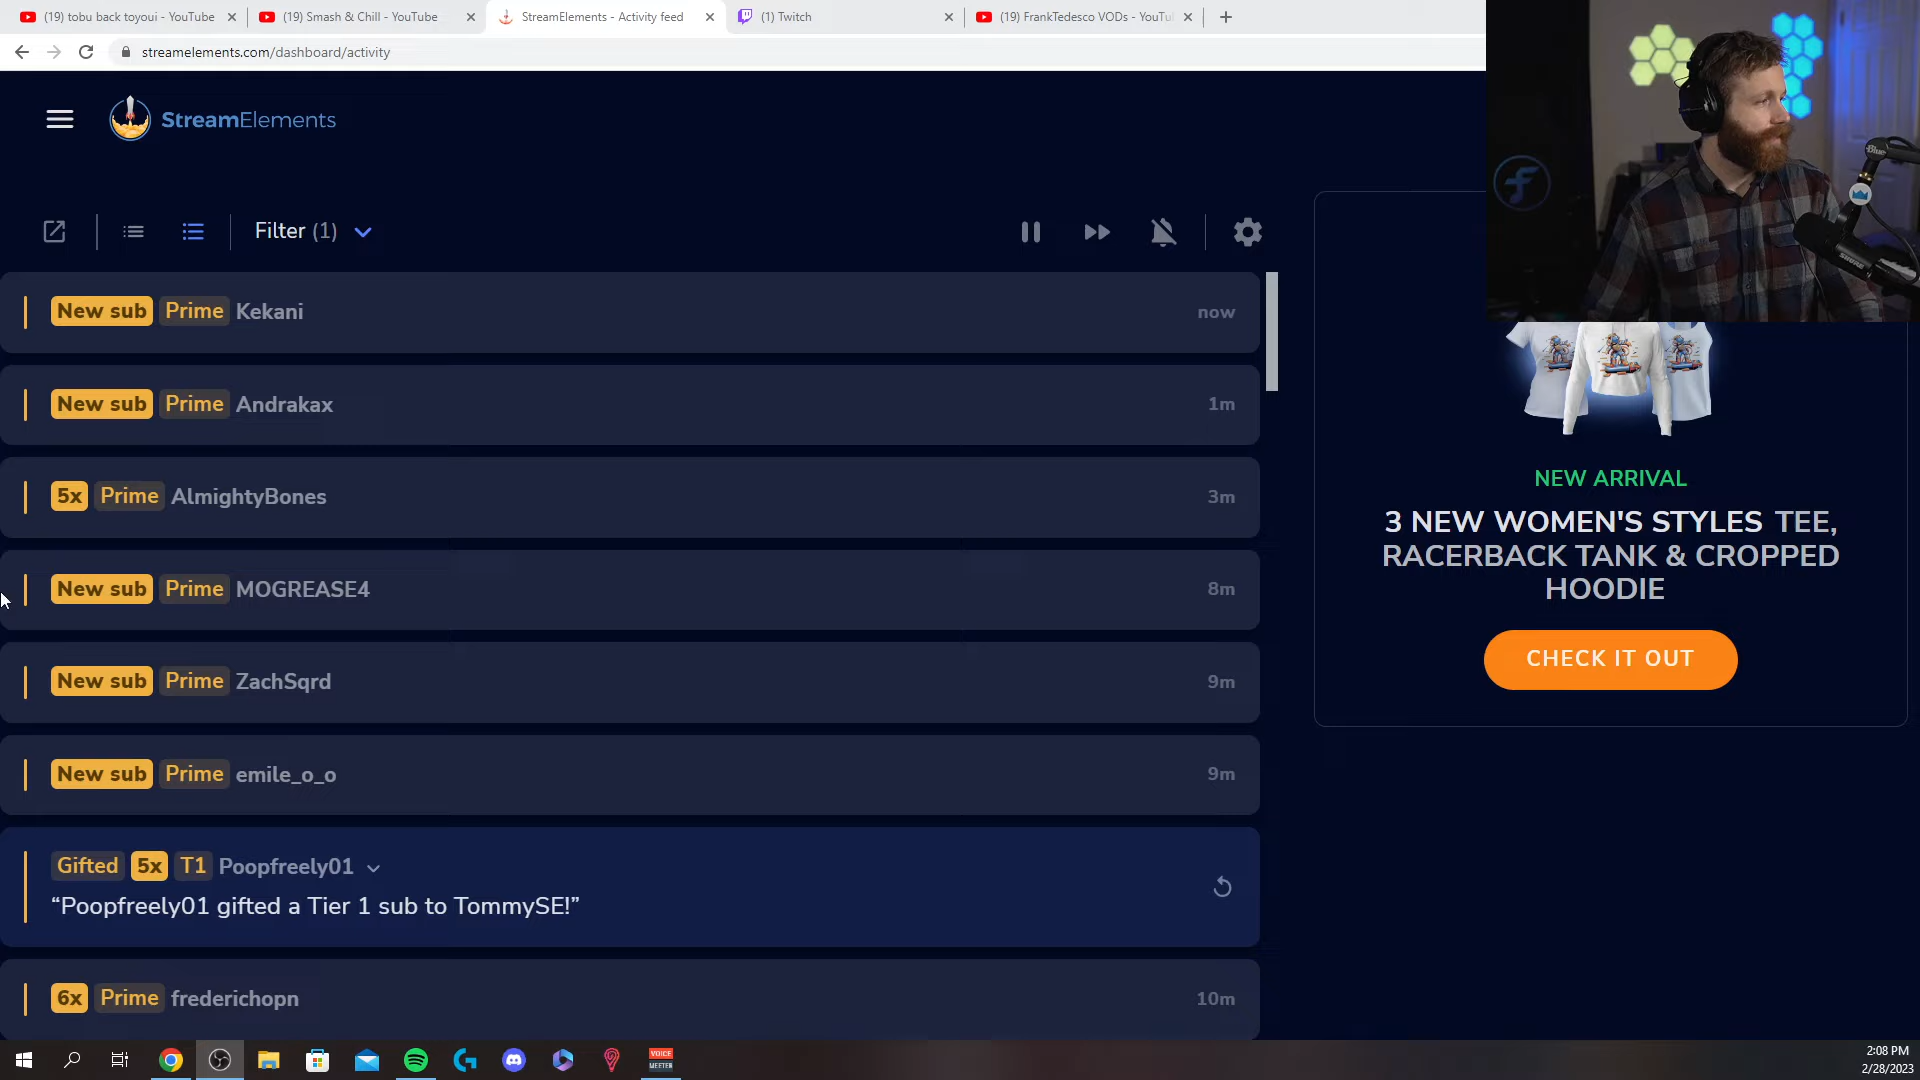 (19) tobu back toyoui - YouTube
(19) Smash & Chill - YouTube
StreamElements - Activity feed
(1) Twitch
(19) FrankTedesco VODs - YouTu
streamelements.com/dashboard/activity
StreamElements
Filter (1)
New sub Prime Kekani now
New sub Prime Andrakax 1m
5x Prime AlmightyBones 3m
New sub Prime MOGREASE4 8m
New sub Prime ZachSqrd 9m
New sub Prime emile_o_o 9m
Gifted 5x T1 Poopfreely01
“Poopfreely01 gifted a Tier 1 sub to TommySE!”
6x Prime frederichopn 10m
NEW ARRIVAL
3 NEW WOMEN'S STYLES TEE,
RACERBACK TANK & CROPPED
HOODIE
CHECK IT OUT
Blue
SHURE
VOICE
MEETER
2:08 PM
2/28/2023